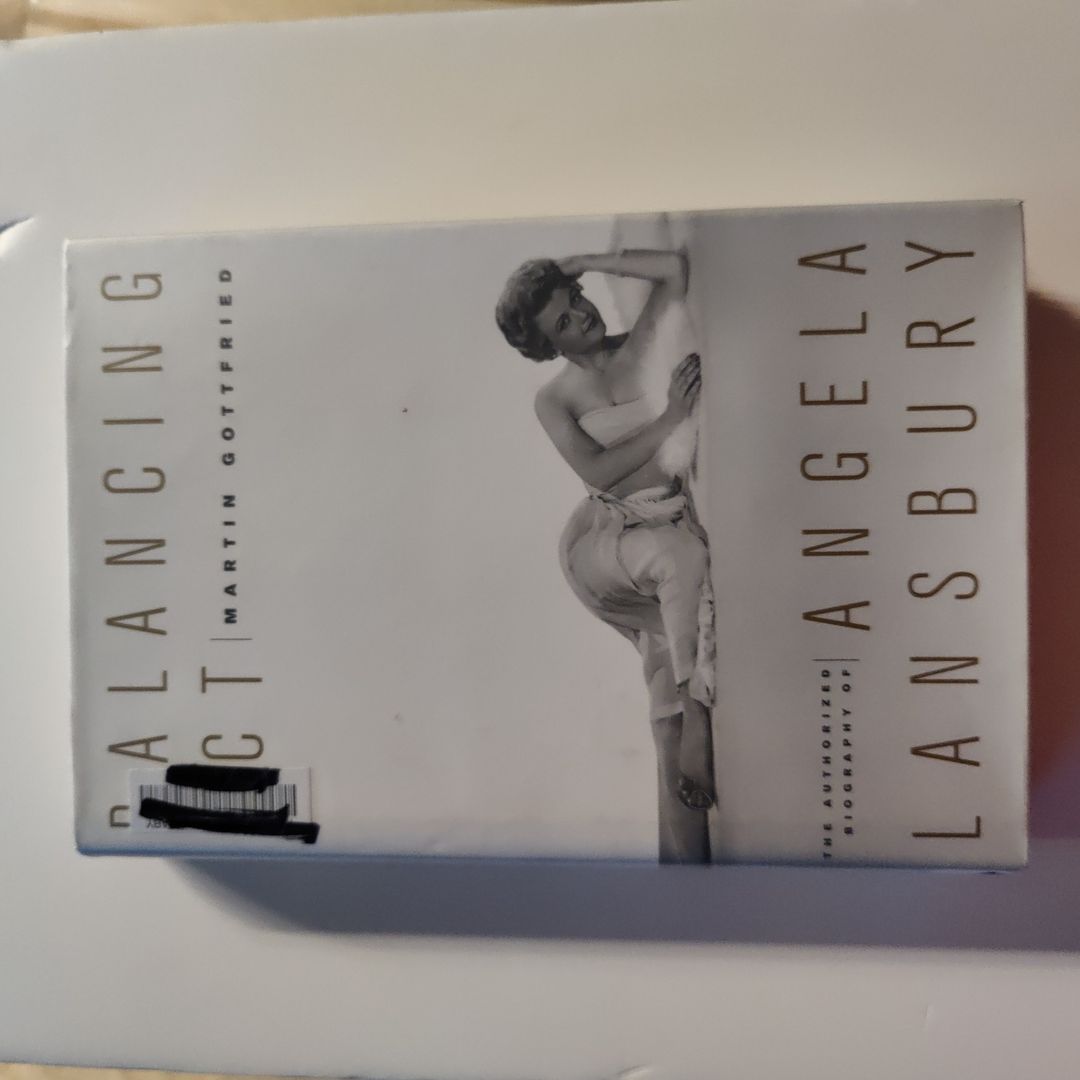 BALANCING
ACT
MARTIN GOTTFRIED
THE AUTHORIZED
BIOGRAPHY OF
ANGELA
LANSBURY